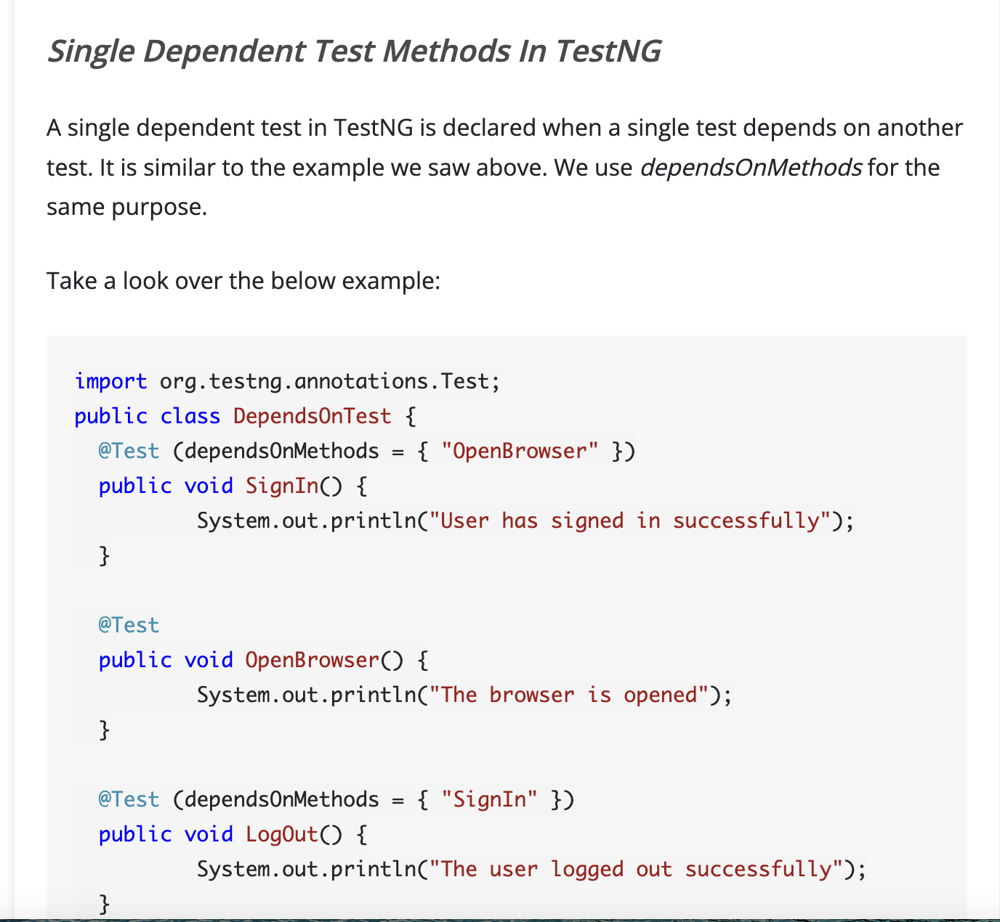 Single Dependent Test Methods In TestNG
A single dependent test in TestNG is declared when a single test depends on another
test. It is similar to the example we saw above. We use dependsOnMethods for the
same purpose.
Take a look over the below example:
import org.testng.annotations.Test;
public class DependsOnTest {
@Test (dependsOnMethods = { "OpenBrowser" })
public void SignIn() {
System.out.println("User has signed in successfully");
}
@Test
public void OpenBrowser() {
System.out.println("The browser is opened");
}
@Test (dependsOnMethods = { "SignIn" })
public void LogOut() {
System.out.println("The user logged out successfully");
}